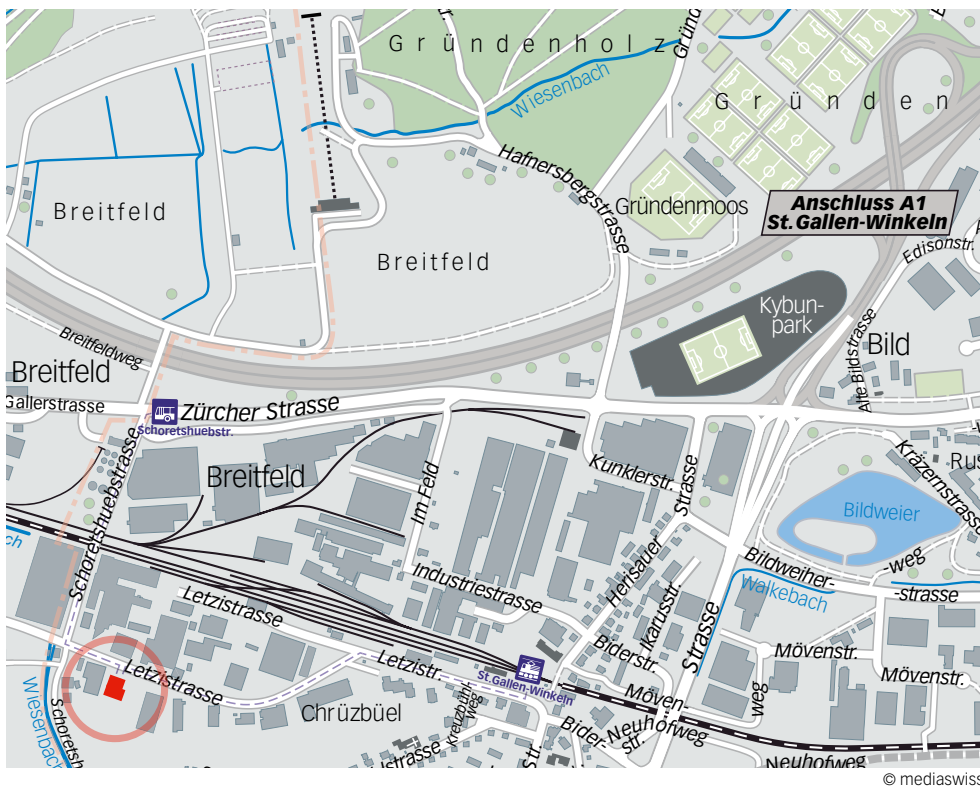 Gründenholz
Wiesenbach
Gründen
Hafnersbergstrasse
Gründenmoos
Anschluss A1
St. Gallen-Winkeln
Breitfeld
Breitfeld
Edisonstr.
Kybun-
park
Breitfeldweg
Bild
Alte Bildstrasse
Breitfeld
Gallerstrasse
Zürcher Strasse
Schoretshuebstr.
Schoretshuebstrasse
Breitfeld
Im Feld
Kunklerstr.
Strasse
Herisauer
Kräzernstrasse
Bildweier
Bildweiher-
-weg
-strasse
Walkebach
Industriestrasse
Letzistrasse
Letzistr.
Ikarusstr.
Biderstr.
Strasse
Mövenstr.
Mövenstr.
St. Gallen-Winkeln
Möven-
weg
Letzistrasse
Chrüzbüel
Kreuzbüht-
weg
Neuhofweg
Bider-
str.
Str.
Wiesenbach
Schoretsh
Neuhofweg
© mediaswiss